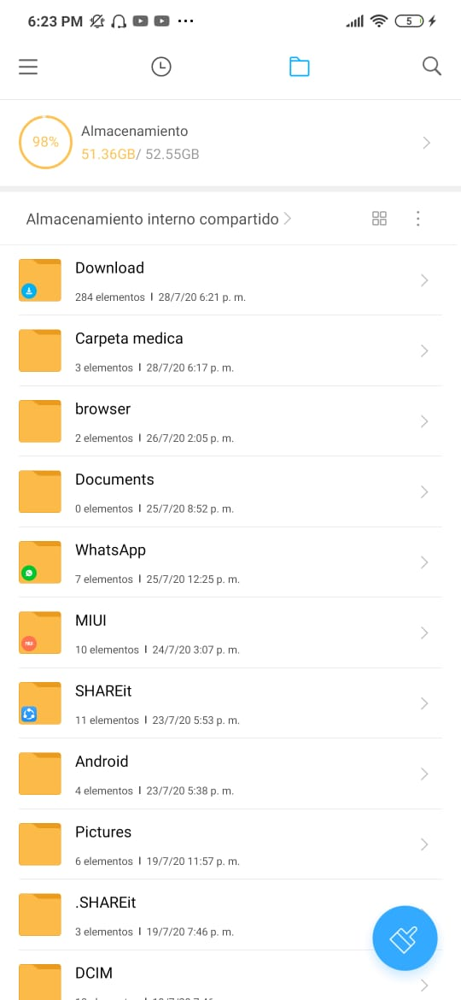 6:23 PM
5
98%
Almacenamiento
51.36GB/ 52.55GB
Almacenamiento interno compartido
Download
284 elementos | 28/7/20 6:21 p. m.
Carpeta medica
3 elementos | 28/7/20 6:17 p. m.
browser
2 elementos | 26/7/20 2:05 p. m.
Documents
0 elementos | 25/7/20 8:52 p. m.
WhatsApp
7 elementos | 25/7/20 12:25 p. m.
MIUI
10 elementos | 24/7/20 3:07 p. m.
SHAREit
11 elementos | 23/7/20 5:53 p. m.
Android
4 elementos | 23/7/20 5:38 p. m.
Pictures
6 elementos | 19/7/20 11:57 p. m.
.SHAREit
3 elementos | 19/7/20 7:46 p. m.
DCIM